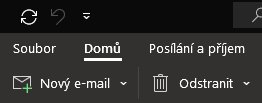 Soubor Domů Posílání a příjem
Nový e-mail Odstranit